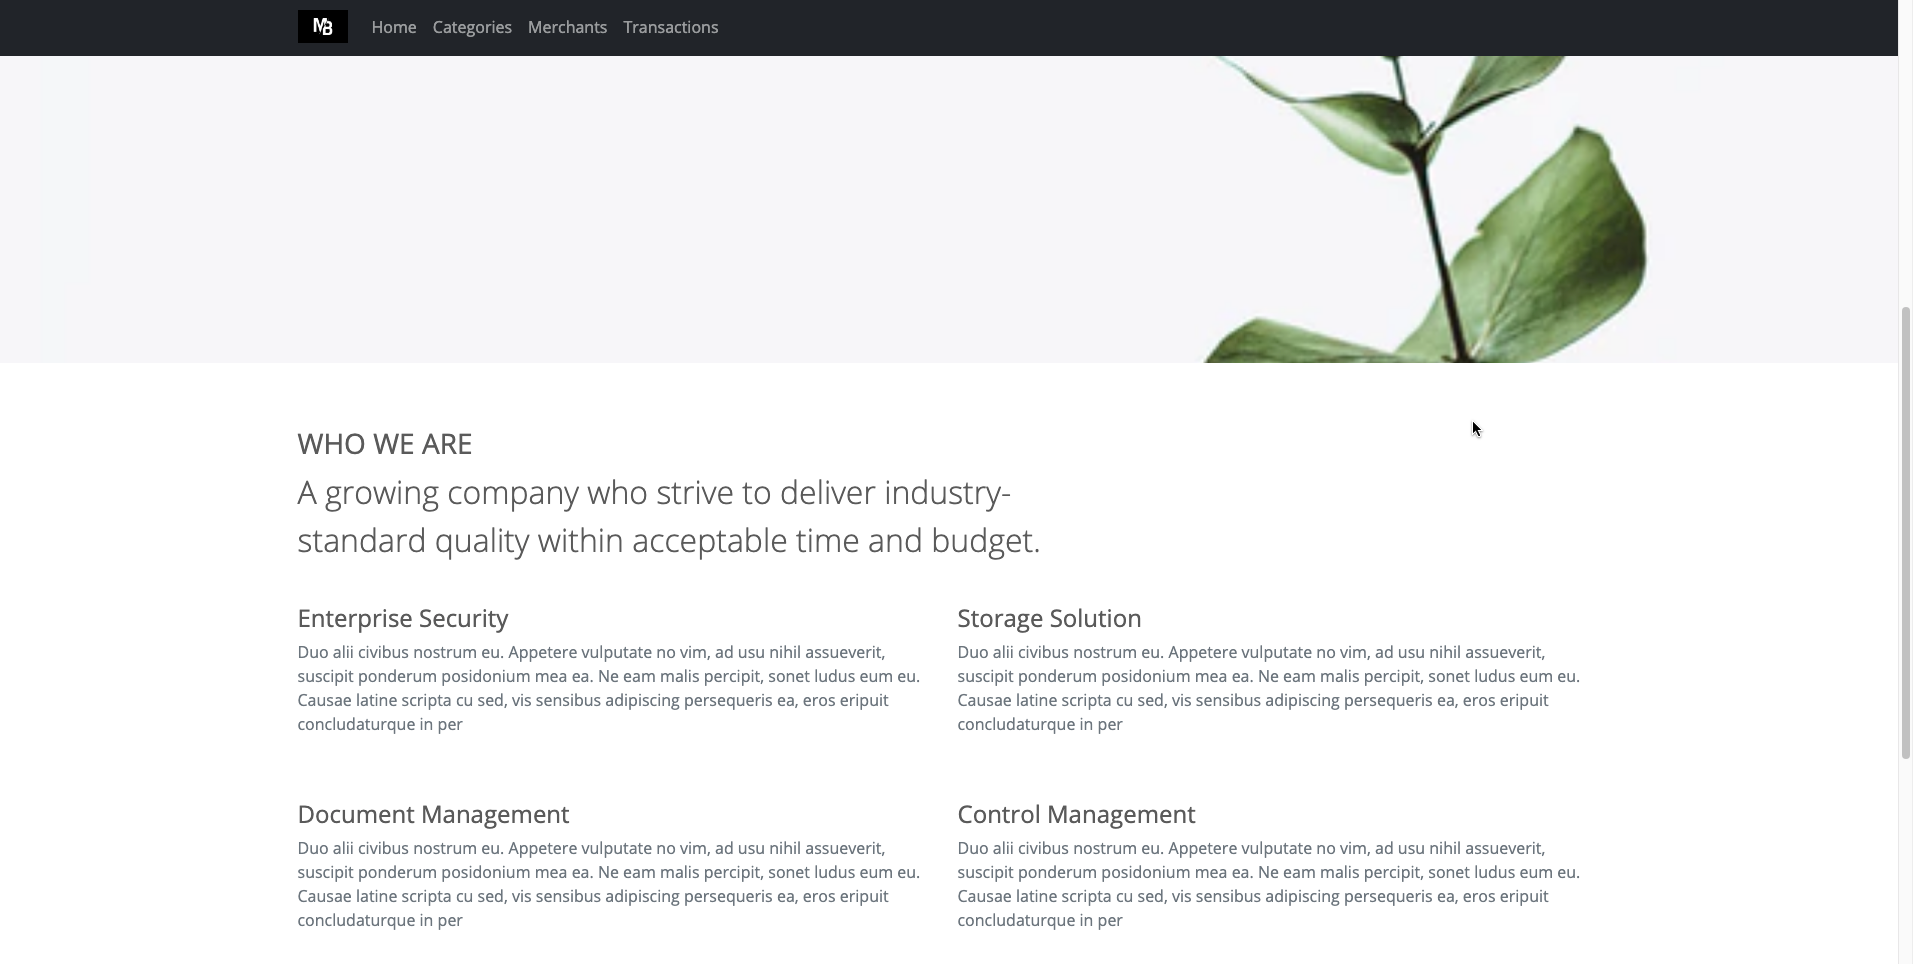 MB
Home Categories Merchants Transactions
WHO WE ARE
A growing company who strive to deliver industry-
standard quality within acceptable time and budget.
Enterprise Security
Duo alii civibus nostrum eu. Appetere vulputate no vim, ad usu nihil assueverit,
suscipit ponderum posidonium mea ea. Ne eam malis percipit, sonet ludus eum eu.
Causae latine scripta cu sed, vis sensibus adipiscing persequeris ea, eros eripuit
concludaturque in per
Storage Solution
Duo alii civibus nostrum eu. Appetere vulputate no vim, ad usu nihil assueverit,
suscipit ponderum posidonium mea ea. Ne eam malis percipit, sonet ludus eum eu.
Causae latine scripta cu sed, vis sensibus adipiscing persequeris ea, eros eripuit
concludaturque in per
Document Management
Duo alii civibus nostrum eu. Appetere vulputate no vim, ad usu nihil assueverit,
suscipit ponderum posidonium mea ea. Ne eam malis percipit, sonet ludus eum eu.
Causae latine scripta cu sed, vis sensibus adipiscing persequeris ea, eros eripuit
concludaturque in per
Control Management
Duo alii civibus nostrum eu. Appetere vulputate no vim, ad usu nihil assueverit,
suscipit ponderum posidonium mea ea. Ne eam malis percipit, sonet ludus eum eu.
Causae latine scripta cu sed, vis sensibus adipiscing persequeris ea, eros eripuit
concludaturque in per